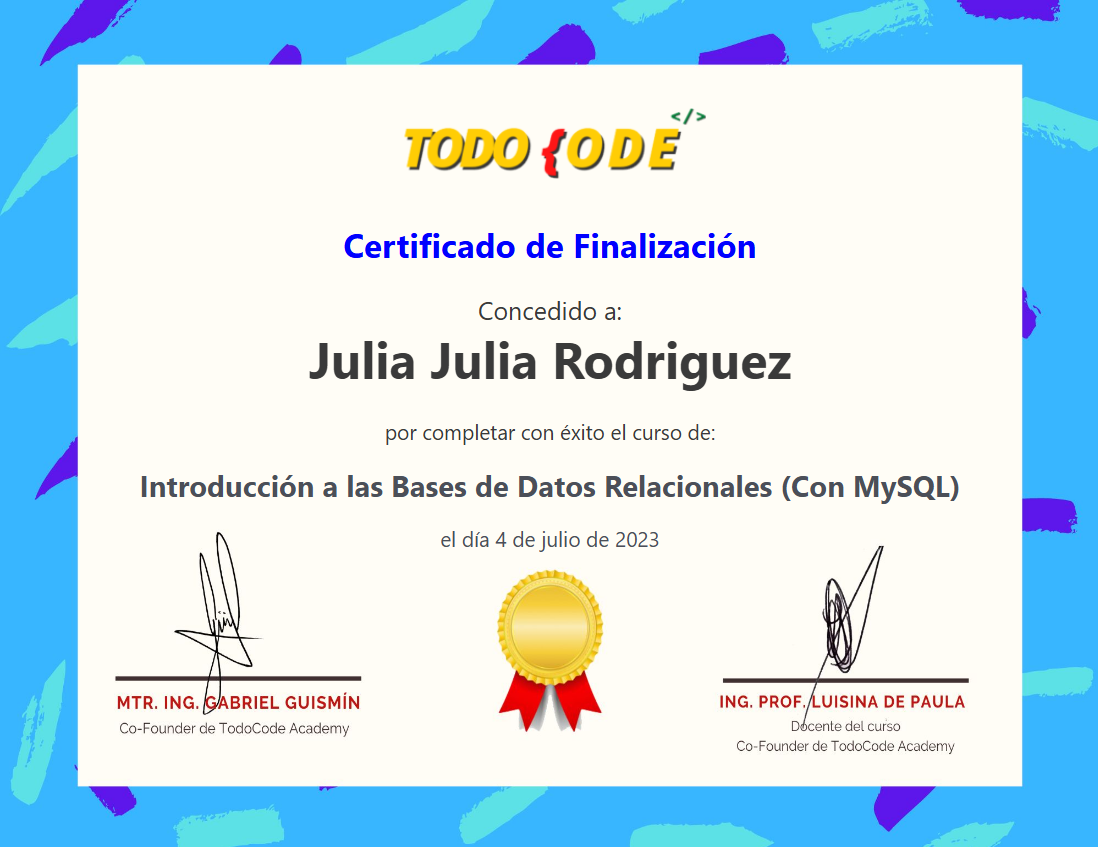 </>
TODO {ODE
Certificado de Finalización
Concedido a:
Julia Julia Rodriguez
por completar con éxito el curso de:
Introducción a las Bases de Datos Relacionales (Con MySQL)
el día 4 de julio de 2023
MTR. ING. GABRIEL GUISMÍN
Co-Founder de TodoCode Academy
ING. PROF. LUISINA DE PAULA
Docente del curso
Co-Founder de TodoCode Academy